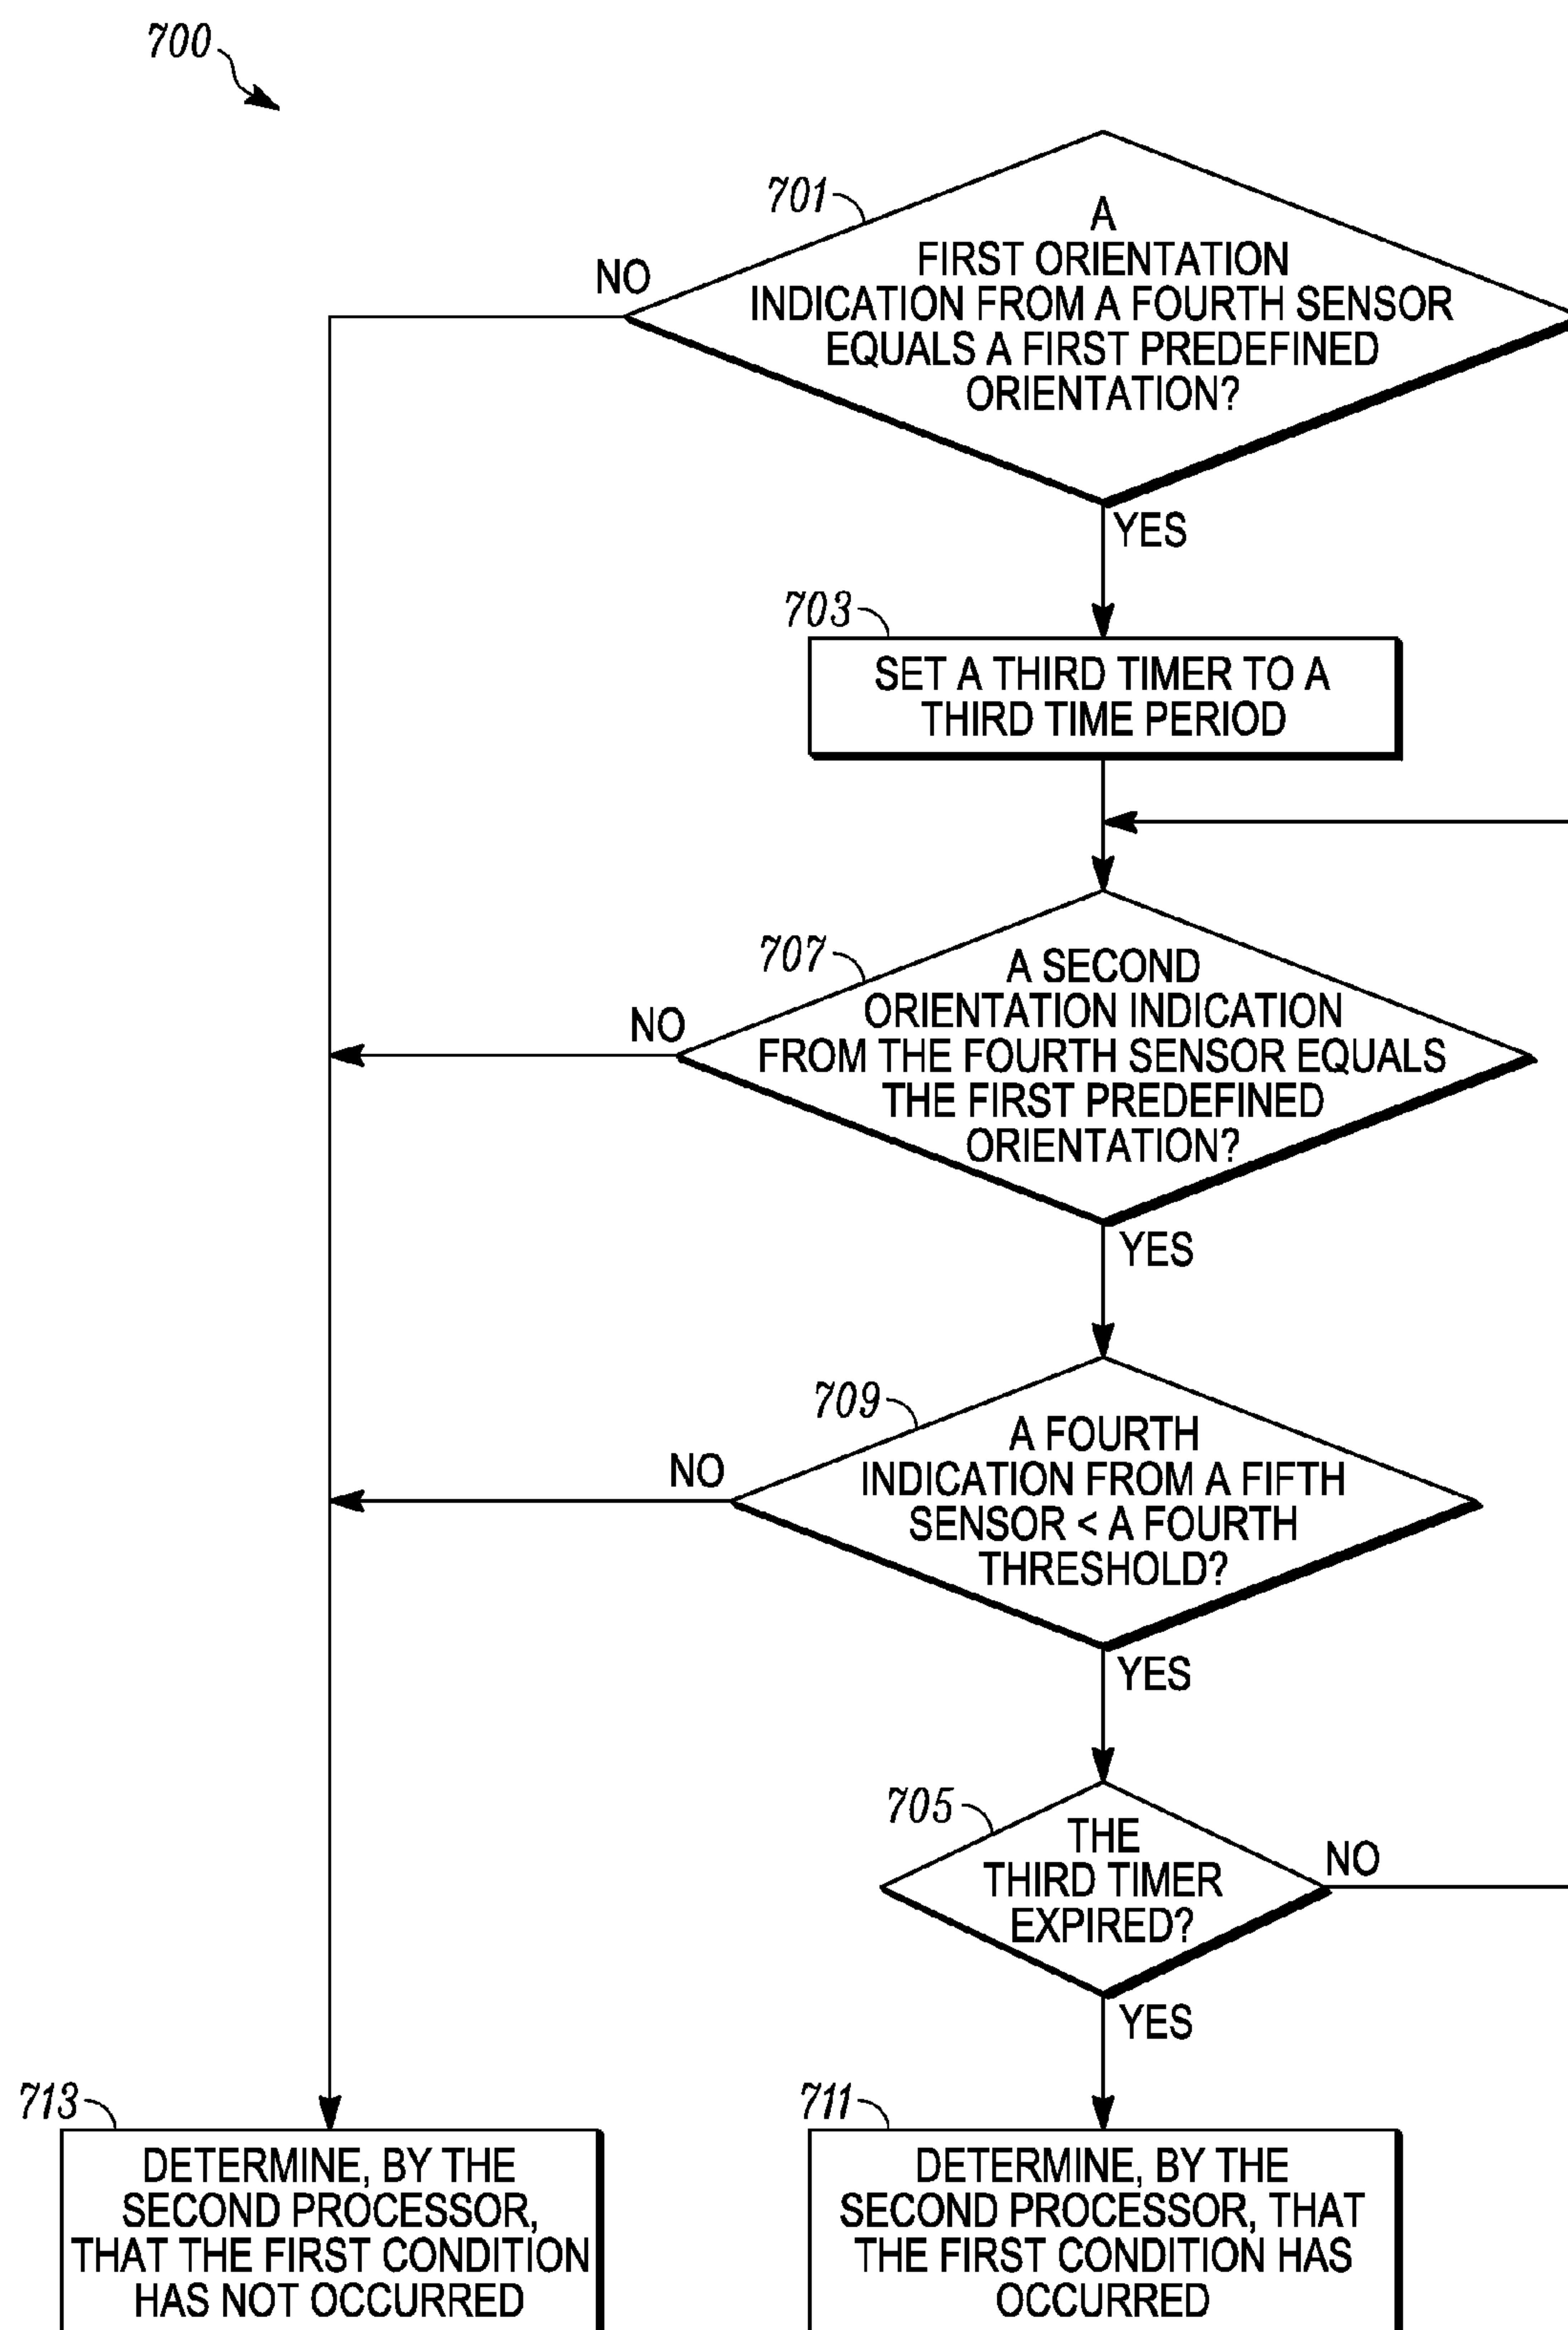 700
701
A
FIRST ORIENTATION
INDICATION FROM A FOURTH SENSOR
EQUALS A FIRST PREDEFINED
ORIENTATION?
NO
YES
703
SET A THIRD TIMER TO A
THIRD TIME PERIOD
707
A SECOND
ORIENTATION INDICATION
FROM THE FOURTH SENSOR EQUALS
THE FIRST PREDEFINED
ORIENTATION?
NO
YES
709
A FOURTH
INDICATION FROM A FIFTH
SENSOR < A FOURTH
THRESHOLD?
NO
YES
705
THE
THIRD TIMER
EXPIRED?
NO
YES
713
DETERMINE, BY THE
SECOND PROCESSOR,
THAT THE FIRST CONDITION
HAS NOT OCCURRED
711
DETERMINE, BY THE
SECOND PROCESSOR, THAT
THE FIRST CONDITION HAS
OCCURRED